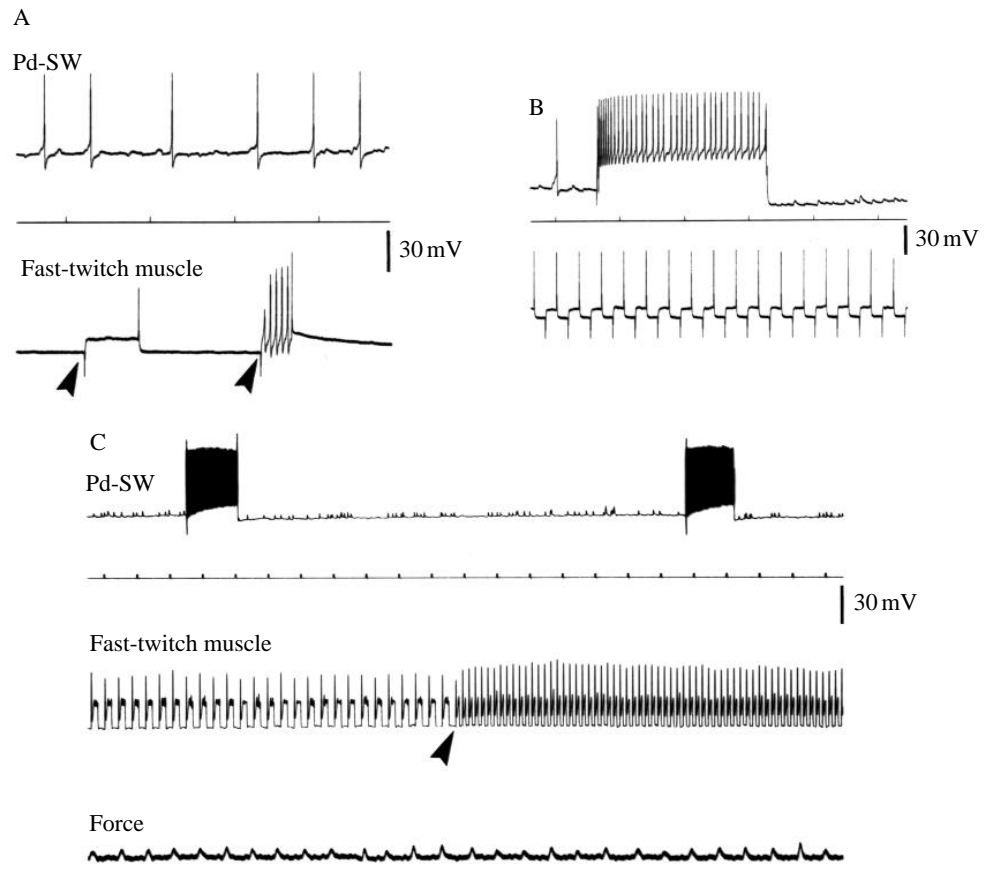 A
Pd-SW
B
30 mV
30 mV
Fast-twitch muscle
C
Pd-SW
30 mV
Fast-twitch muscle
Force